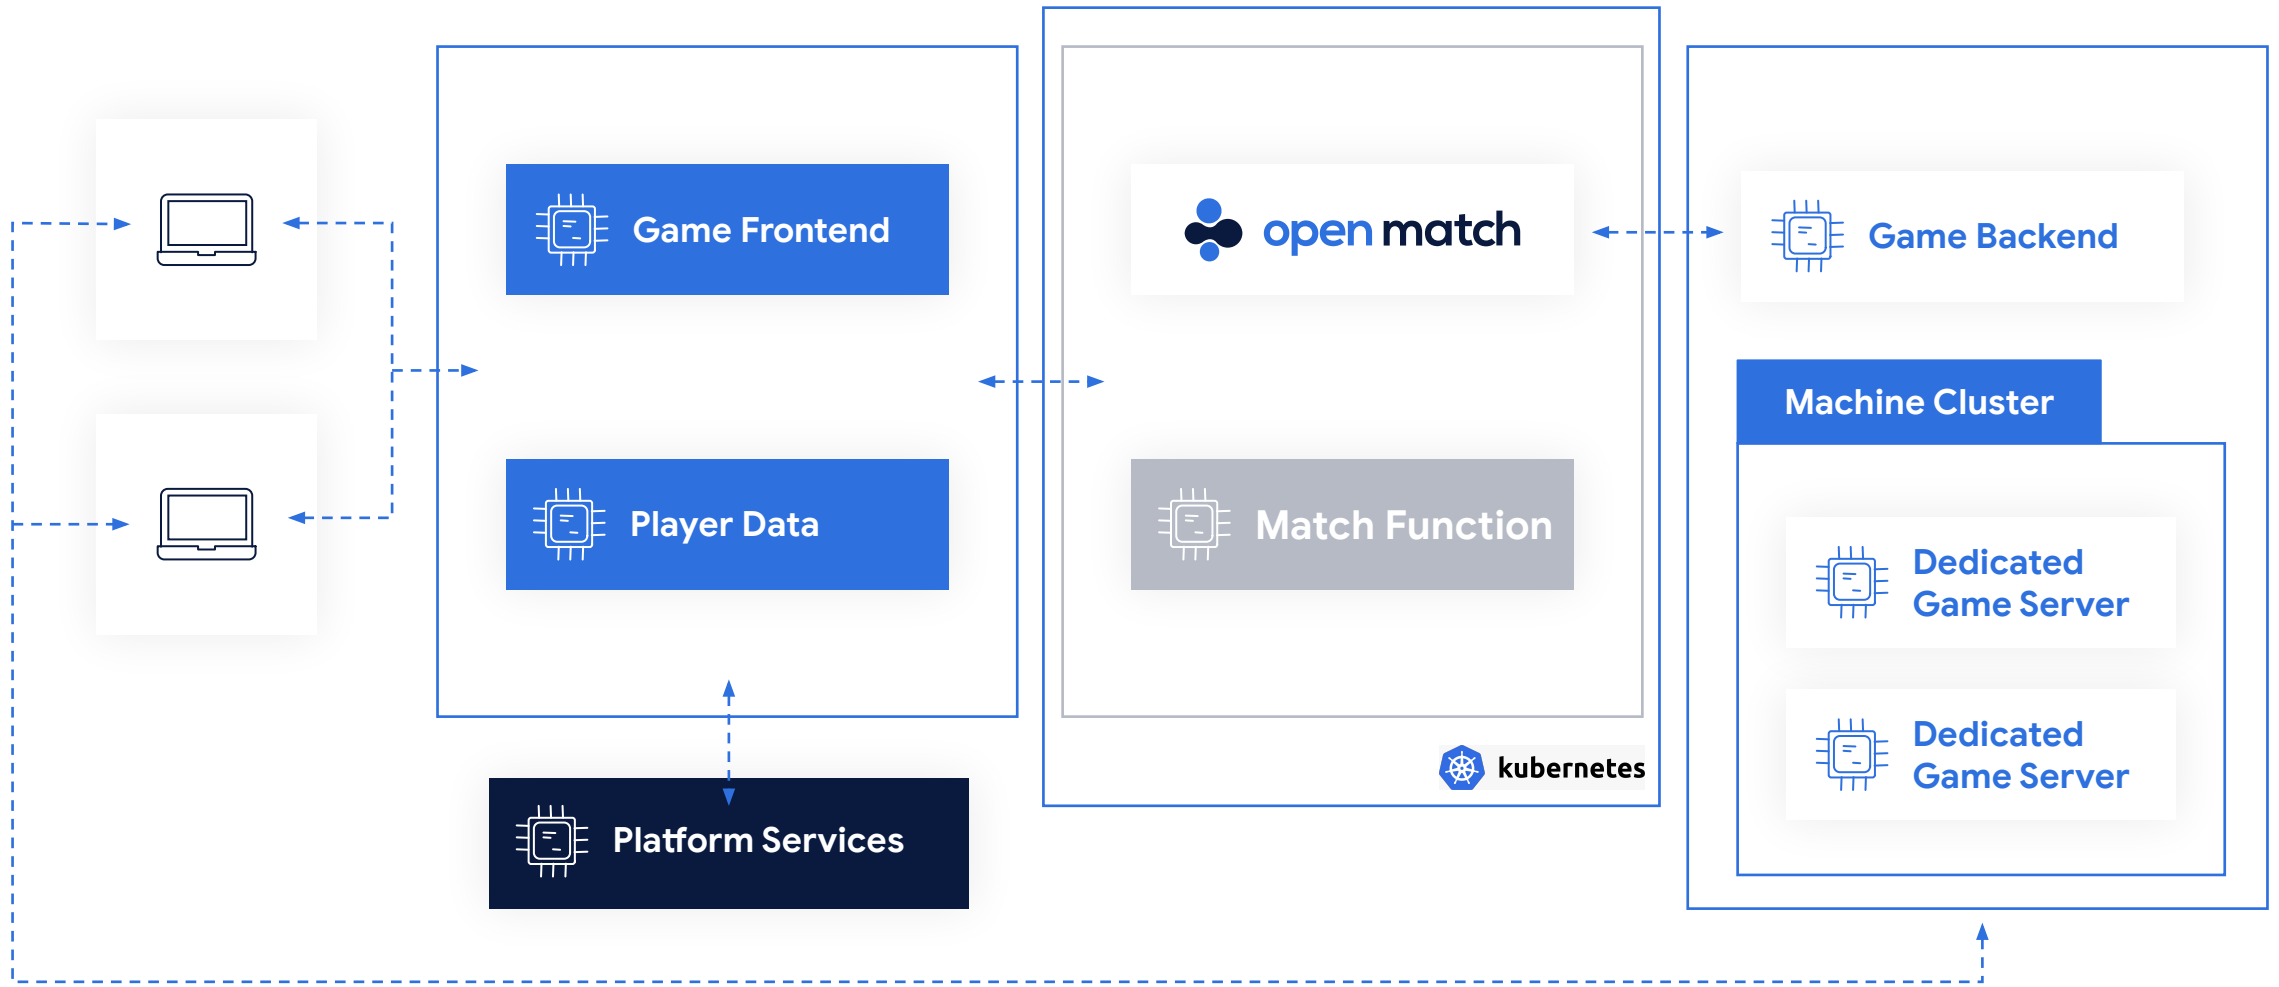 Game Frontend
Player Data
Platform Services
open match
Match Function
kubernetes
Game Backend
Machine Cluster
Dedicated
Game Server
Dedicated
Game Server